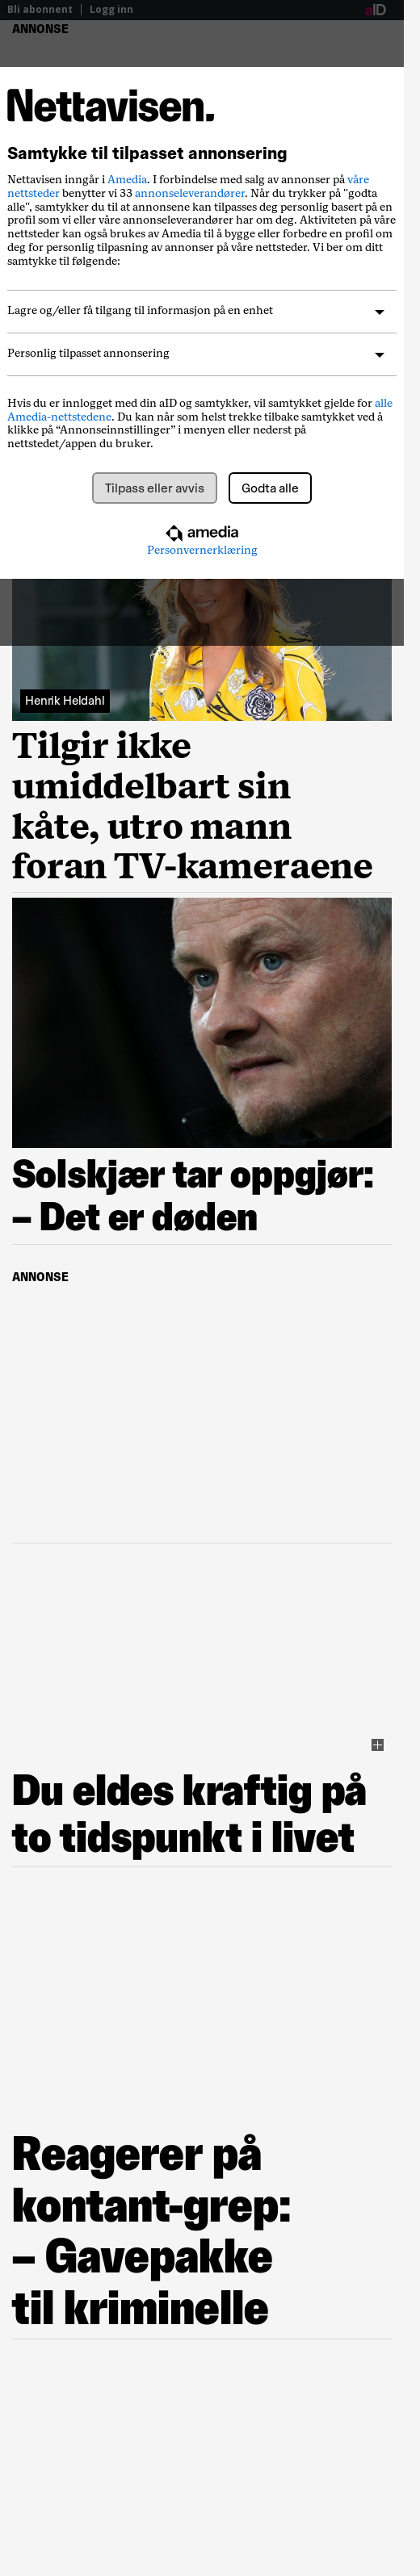 Bli abonnent | Logg inn
aID
ANNONSE
Nettavisen.
Samtykke til tilpasset annonsering
Nettavisen inngår i Amedia. I forbindelse med salg av annonser på våre
nettsteder benytter vi 33 annonseleverandører. Når du trykker på "godta
alle", samtykker du til at annonsene kan tilpasses deg personlig basert på en
profil som vi eller våre annonseleverandører har om deg. Aktiviteten på våre
nettsteder kan også brukes av Amedia til å bygge eller forbedre en profil om
deg for personlig tilpasning av annonser på våre nettsteder. Vi ber om ditt
samtykke til følgende:
Lagre og/eller få tilgang til informasjon på en enhet
Personlig tilpasset annonsering
Hvis du er innlogget med din aID og samtykker, vil samtykket gjelde for alle
Amedia-nettstedene. Du kan når som helst trekke tilbake samtykket ved å
klikke på “Annonseinnstillinger” i menyen eller nederst på
nettstedet/appen du bruker.
Tilpass eller avvis
Godta alle
amedia
Personvernerklæring
Henrik Heldahl
Tilgir ikke
umiddelbart sin
kåte, utro mann
foran TV-kameraene
Solskjær tar oppgjør:
– Det er døden
ANNONSE
Du eldes kraftig på
to tidspunkt i livet
Reagerer på
kontant-grep:
– Gavepakke
til kriminelle